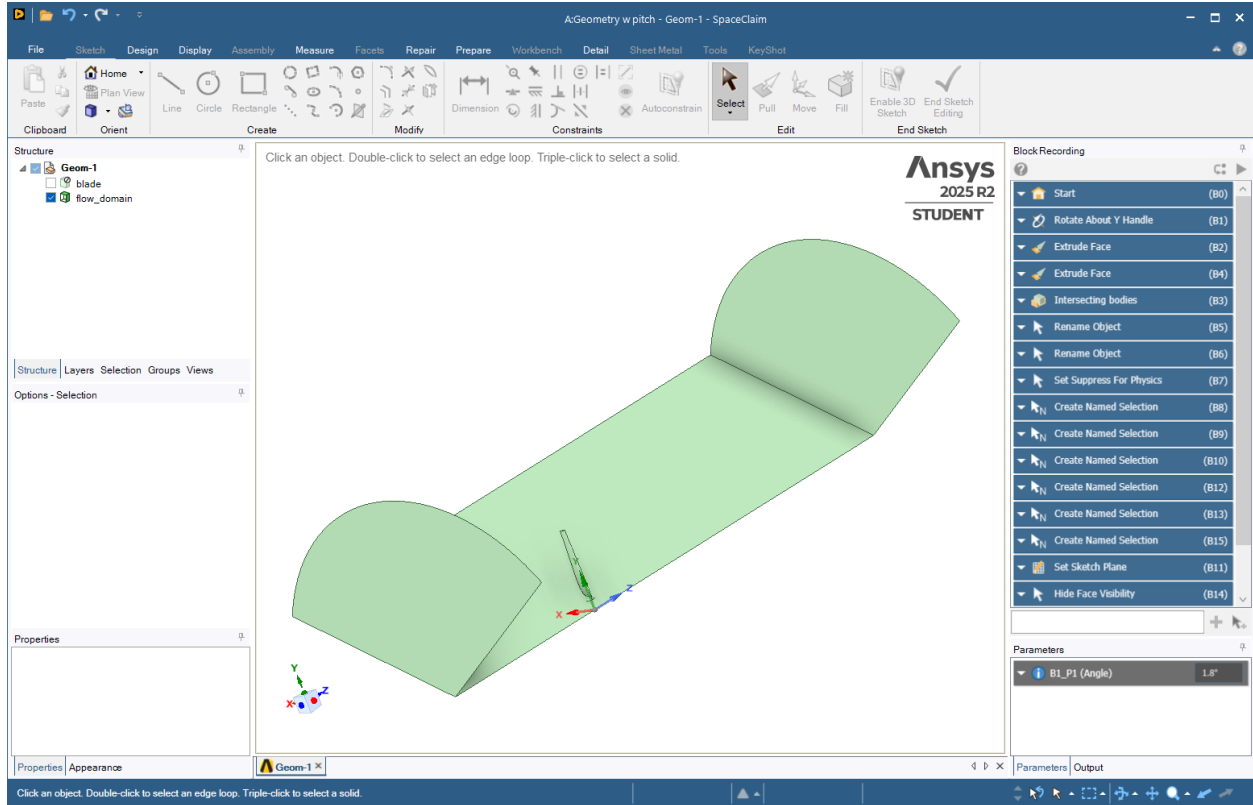 A:Geometry w pitch - Geom-1 - SpaceClaim
File Sketch Design Display Assembly Measure Facets Repair Prepare Workbench Detail Sheet Metal Tools KeyShot
Paste
Home
Plan View
Line Circle Rectangle
Dimension
Autoconstrain
Select Pull Move Fill
Enable 3D Sketch
End Sketch Editing
Clipboard Orient Create Modify Constraints Edit End Sketch
Structure
Geom-1
blade
flow_domain
Structure Layers Selection Groups Views
Options - Selection
Properties
Properties Appearance
Click an object. Double-click to select an edge loop. Triple-click to select a solid.
Ansys
2025 R2
STUDENT
Y
X
Z
Y
X
Z
Geom-1
Block Recording
Start (B0)
Rotate About Y Handle (B1)
Extrude Face (B2)
Extrude Face (B4)
Intersecting bodies (B3)
Rename Object (B5)
Rename Object (B6)
Set Suppress For Physics (B7)
Create Named Selection (B8)
Create Named Selection (B9)
Create Named Selection (B10)
Create Named Selection (B12)
Create Named Selection (B13)
Create Named Selection (B15)
Set Sketch Plane (B11)
Hide Face Visibility (B14)
Parameters
B1_P1 (Angle) 1.8°
Parameters Output
Click an object. Double-click to select an edge loop. Triple-click to select a solid.